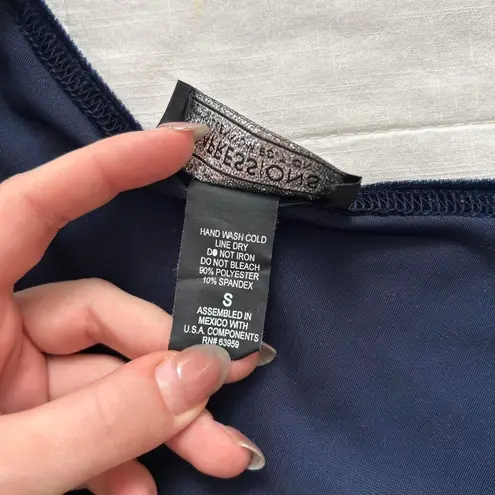 PRESSIONS
HAND WASH COLD
LINE DRY
DO NOT IRON
DO NOT BLEACH
90% POLYESTER
10% SPANDEX
S
ASSEMBLED IN
MEXICO WITH
U.S.A. COMPONENTS
RN# 63959